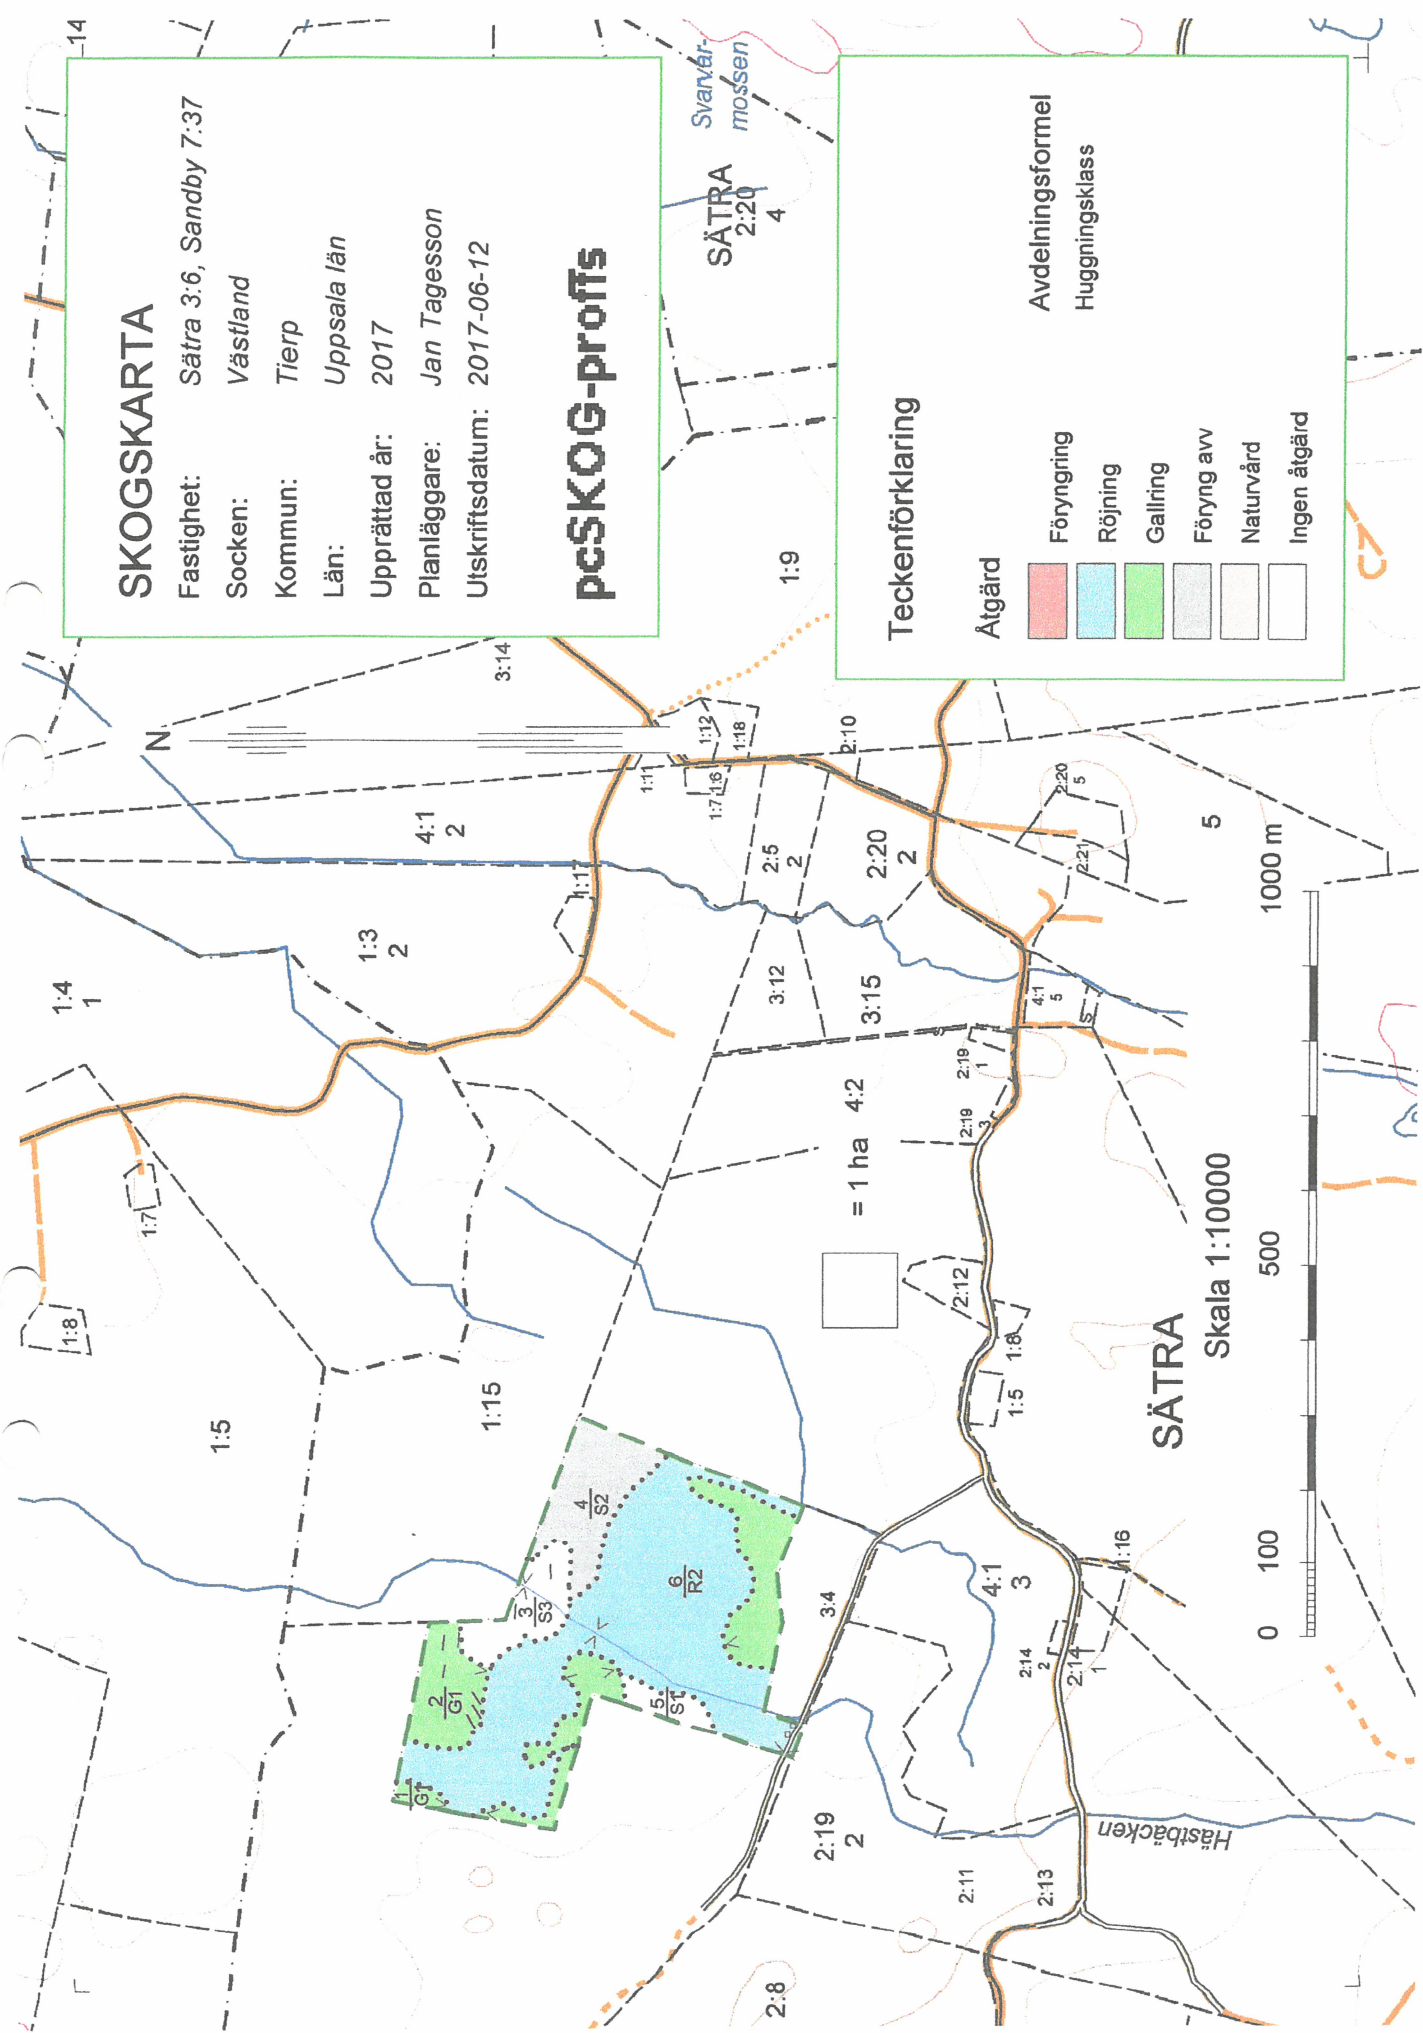 SKOGSKARTA
Fastighet: Sätra 3:6, Sandby 7:37
Socken: Västland
Kommun: Tierp
Län: Uppsala län
Upprättad år: 2017
Planläggare: Jan Tagesson
Utskriftsdatum: 2017-06-12
pcSKOG-proffs
Teckenförklaring
Åtgärd
Föryngring
Röjning
Gallring
Föryng avv
Naturvård
Ingen åtgärd
Avdelningsformel
Huggningsklass
14
Svarvar-
mossen
SÄTRA
2:20
4
N
3:14
1:9
4:1
2
1:3
2
1:4
1
1:17
1:11
1:12
1:18
1:7
1:6
2:10
2:5
2
2:20
2
2:20
5
2:21
5
3:12
3:15
4:1
5
S
S
2:19
1
2:19
3
4:2
= 1 ha
1:7
1:8
1:5
1:15
2:12
1:8
1:5
1:16
4
S2
3
S3
6
R2
2
G1
1
G1
5
S1
3:4
4:1
3
2:14
2
2:14
1
2:19
2
2:11
2:13
2:8
Hästbäcken
SÄTRA
Skala 1:10000
0 100 500 1000 m